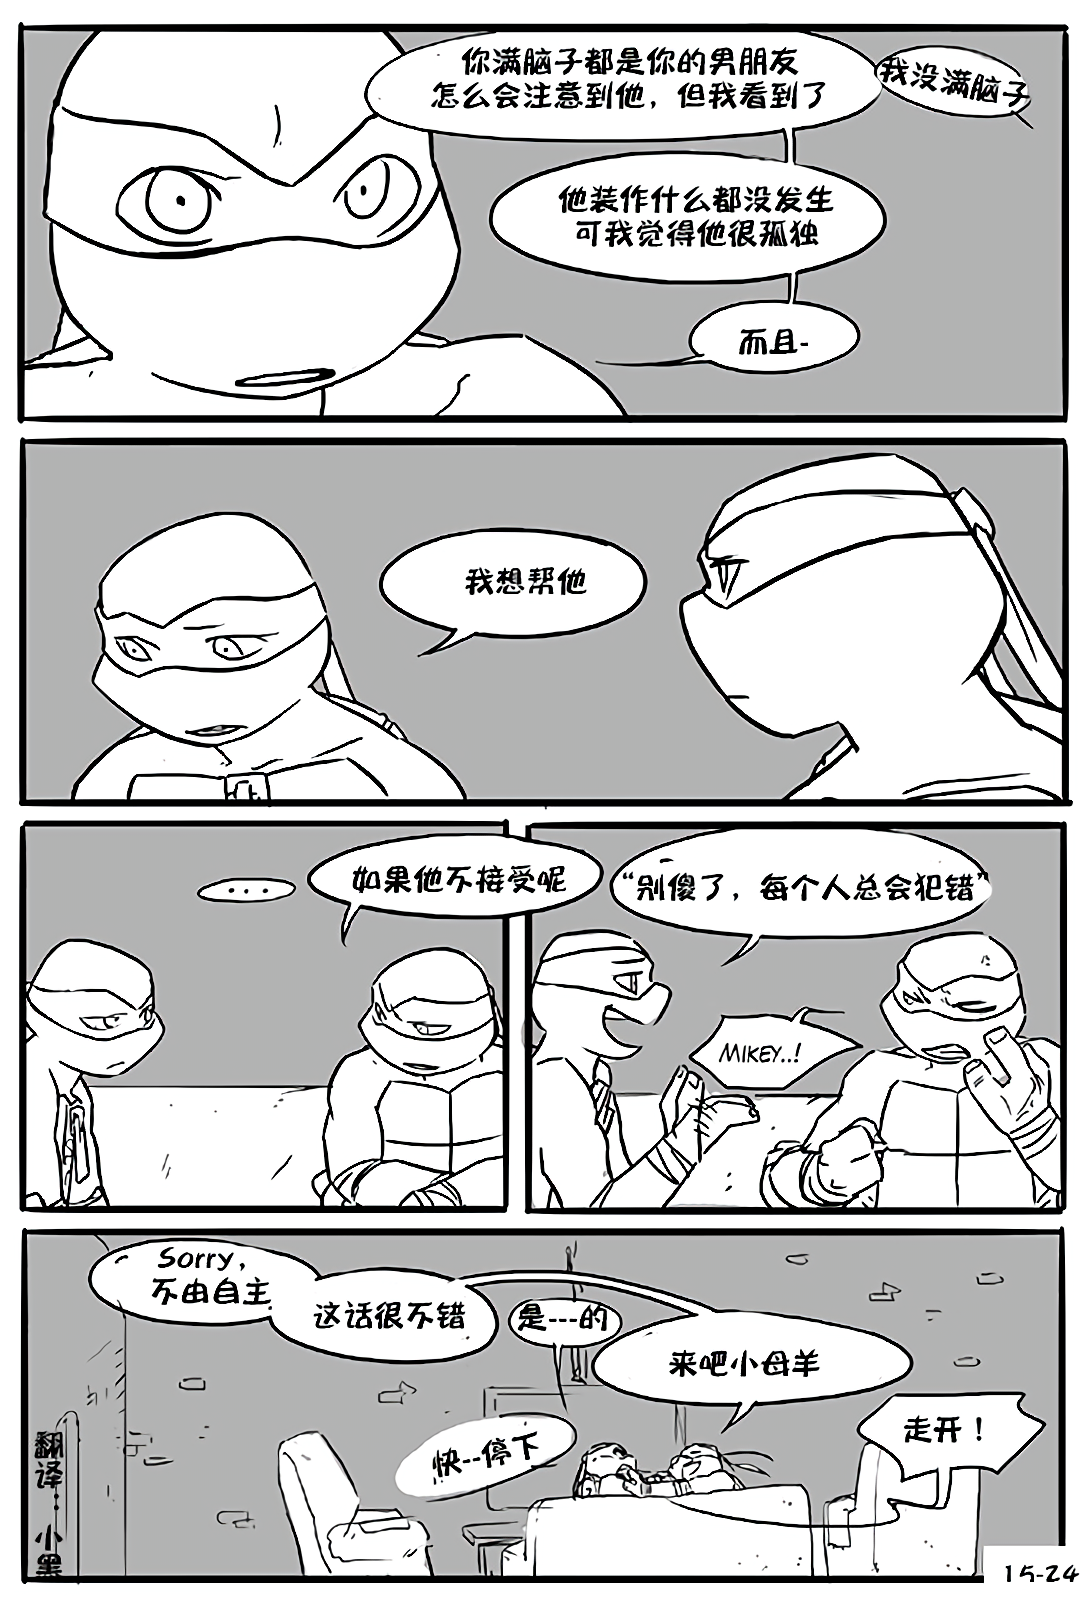 你满脑子都是你的男朋友
怎么会注意到他，但我看到了
我没满脑子
他装作什么都没发生
可我觉得他很孤独
而且-
我想帮他
...
如果他不接受呢
“别傻了，每个人总会犯错”
MIKEY..!
Sorry,
不由自主
这话很不错
是---的
来吧小母羊
快--停下
走开！
翻译：小黑
15-24